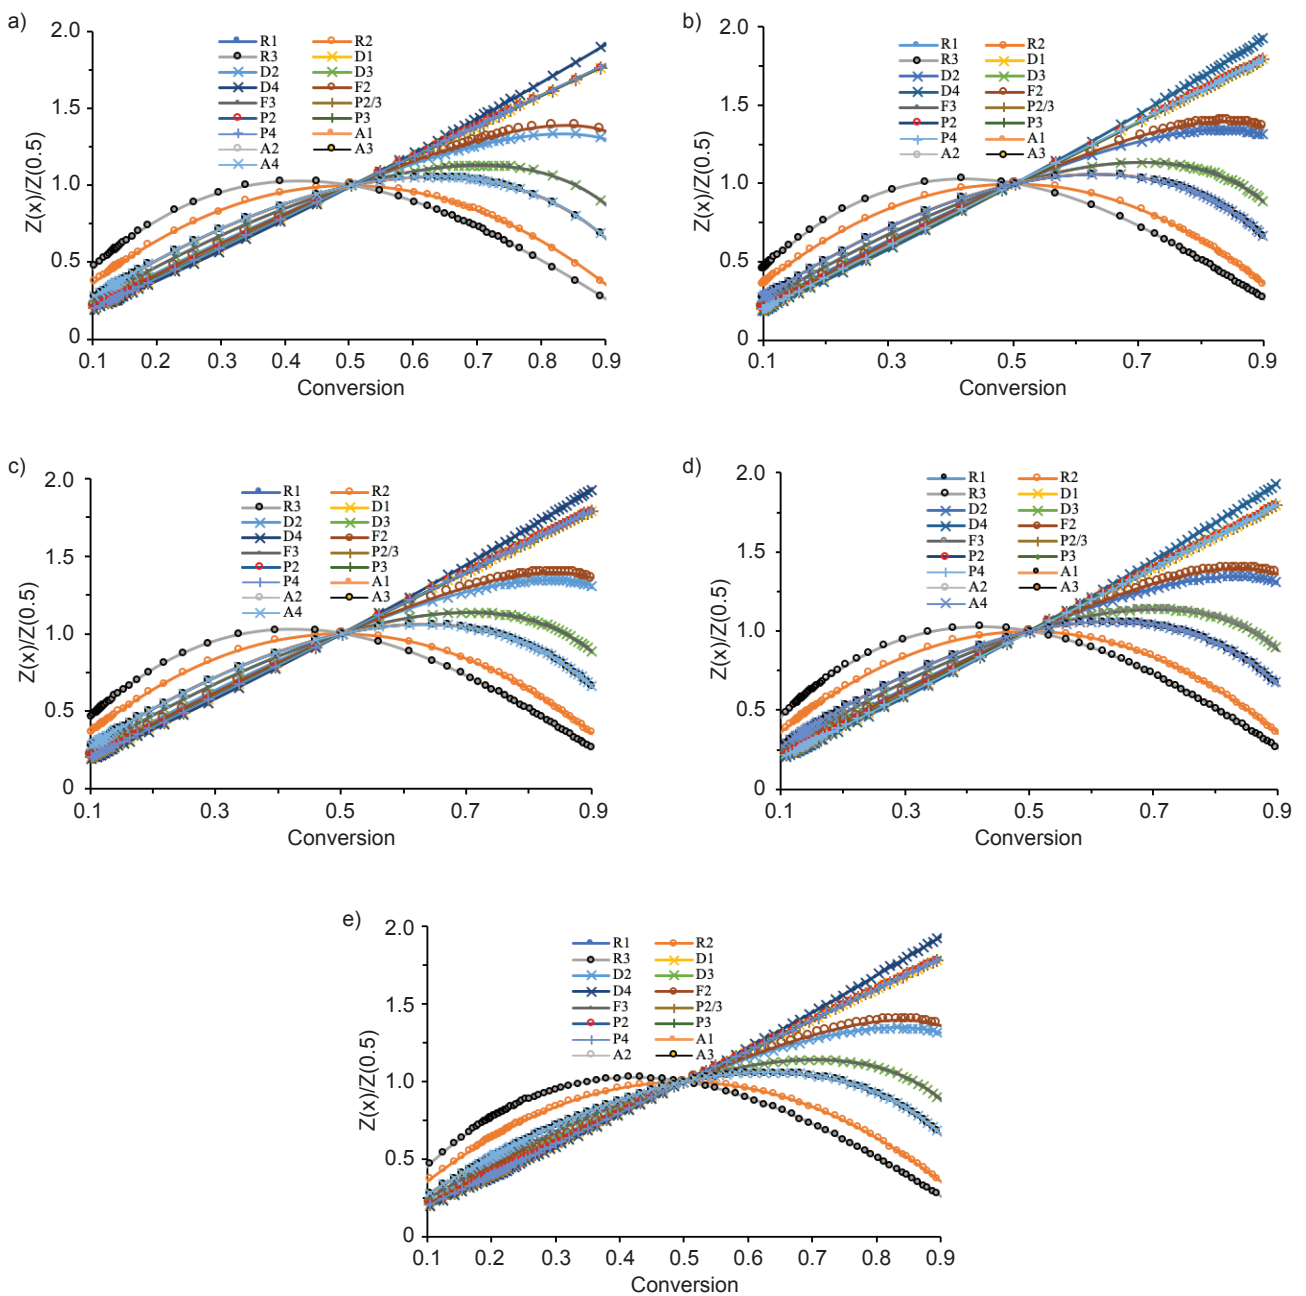 a)
Z(x)/Z(0.5)
2.0
1.5
1.0
0.5
0
R1 R2
R3 D1
D2 D3
D4 F2
F3 P2/3
P2 P3
P4 A1
A2 A3
A4
0.1 0.2 0.3 0.4 0.5 0.6 0.7 0.8 0.9
Conversion
b)
Z(x)/Z(0.5)
2.0
1.5
1.0
0.5
0
R1 R2
R3 D1
D2 D3
D4 F2
F3 P2/3
P2 P3
P4 A1
A2 A3
0.1 0.3 0.5 0.7 0.9
Conversion
c)
Z(x)/Z(0.5)
2.0
1.5
1.0
0.5
0
R1 R2
R3 D1
D2 D3
D4 F2
F3 P2/3
P2 P3
P4 A1
A2 A3
A4
0.1 0.3 0.5 0.7 0.9
Conversion
d)
Z(x)/Z(0.5)
2.0
1.5
1.0
0.5
0
R1 R2
R3 D1
D2 D3
D4 F2
F3 P2/3
P2 P3
P4 A1
A2 A3
A4
0.1 0.3 0.5 0.7 0.9
Conversion
e)
Z(x)/Z(0.5)
2.0
1.5
1.0
0.5
0
R1 R2
R3 D1
D2 D3
D4 F2
F3 P2/3
P2 P3
P4 A1
A2 A3
0.1 0.2 0.3 0.4 0.5 0.6 0.7 0.8 0.9
Conversion